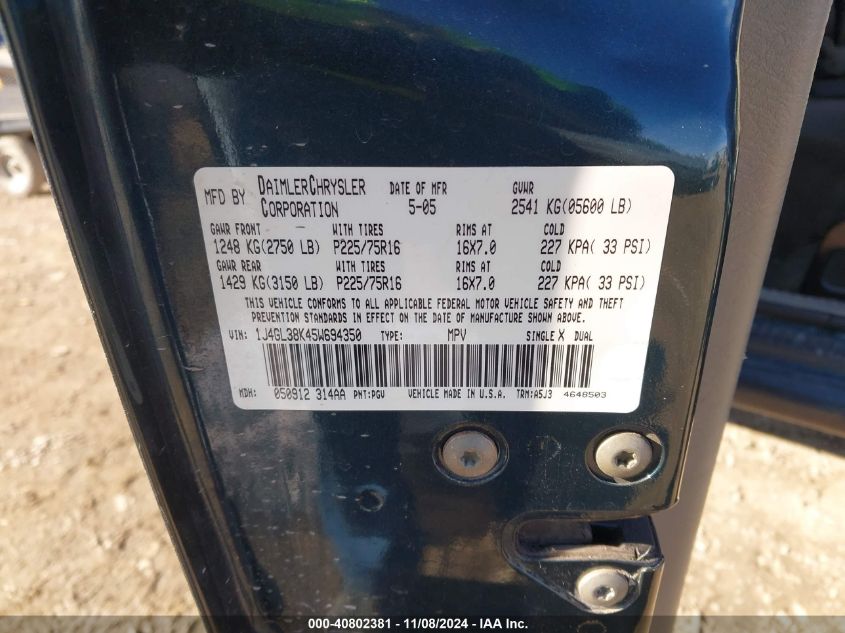 MFD BY DAIMLERCHRYSLER CORPORATION DATE OF MFR 5-05 GVWR 2541 KG(05600 LB)
GAWR FRONT WITH TIRES RIMS AT COLD
1248 KG(2750 LB) P225/75R16 16X7.0 227 KPA( 33 PSI)
GAWR REAR WITH TIRES RIMS AT COLD
1429 KG(3150 LB) P225/75R16 16X7.0 227 KPA( 33 PSI)
THIS VEHICLE CONFORMS TO ALL APPLICABLE FEDERAL MOTOR VEHICLE SAFETY AND THEFT
PREVENTION STANDARDS IN EFFECT ON THE DATE OF MANUFACTURE SHOWN ABOVE.
VIN: 1J4GL38K45W694350 TYPE: MPV SINGLE X DUAL
MDH: 050912 314AA PNT:PGV VEHICLE MADE IN U.S.A. TRM:A5J3 4648503
000-40802381 - 11/08/2024 - IAA Inc.